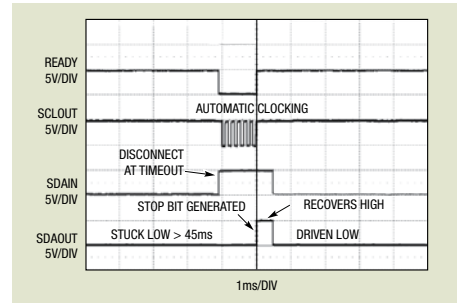 READY
5V/DIV
AUTOMATIC CLOCKING
SCLOUT
5V/DIV
DISCONNECT
AT TIMEOUT
SDAIN
5V/DIV
STOP BIT GENERATED
RECOVERS HIGH
SDAOUT
5V/DIV
STUCK LOW > 45ms
DRIVEN LOW
1ms/DIV